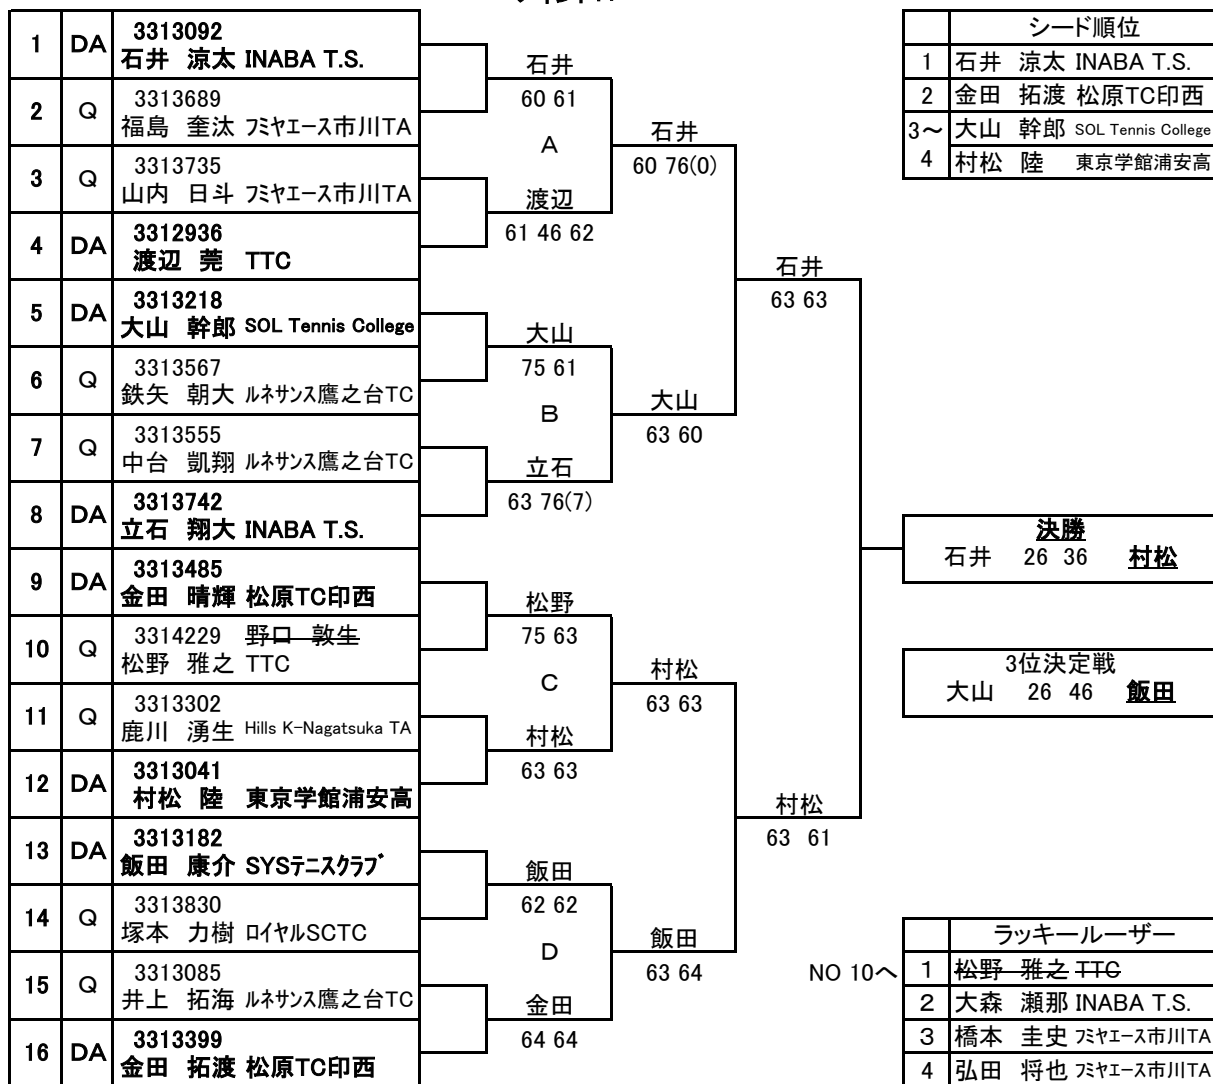 1 DA 3313092
石井 涼太 INABA T.S.
2 Q 3313689
福島 奎汰 フミヤエース市川TA
3 Q 3313735
山内 日斗 フミヤエース市川TA
4 DA 3312936
渡辺 莞 TTC
5 DA 3313218
大山 幹郎 SOL Tennis College
6 Q 3313567
鉄矢 朝大 ルネサンス鷹之台TC
7 Q 3313555
中台 凱翔 ルネサンス鷹之台TC
8 DA 3313742
立石 翔大 INABA T.S.
9 DA 3313485
金田 晴輝 松原TC印西
10 Q 3314229 野口 敦生
松野 雅之 TTC
11 Q 3313302
鹿川 湧生 Hills K-Nagatsuka TA
12 DA 3313041
村松 陸 東京学館浦安高
13 DA 3313182
飯田 康介 SYSテニスクラブ
14 Q 3313830
塚本 力樹 ロイヤルSCTC
15 Q 3313085
井上 拓海 ルネサンス鷹之台TC
16 DA 3313399
金田 拓渡 松原TC印西
石井
60 61
A
渡辺
61 46 62
大山
75 61
B
立石
63 76(7)
松野
75 63
C
村松
63 63
飯田
62 62
D
金田
64 64
石井
60 76(0)
大山
63 60
村松
63 63
飯田
63 64
石井
63 63
村松
63 61
シード順位
1 石井 涼太 INABA T.S.
2 金田 拓渡 松原TC印西
3～ 大山 幹郎 SOL Tennis College
4 村松 陸 東京学館浦安高
決勝
石井 26 36 村松
3位決定戦
大山 26 46 飯田
ラッキールーザー
NO 10へ 1 松野 雅之 TTC
2 大森 瀬那 INABA T.S.
3 橋本 圭史 フミヤエース市川TA
4 弘田 将也 フミヤエース市川TA